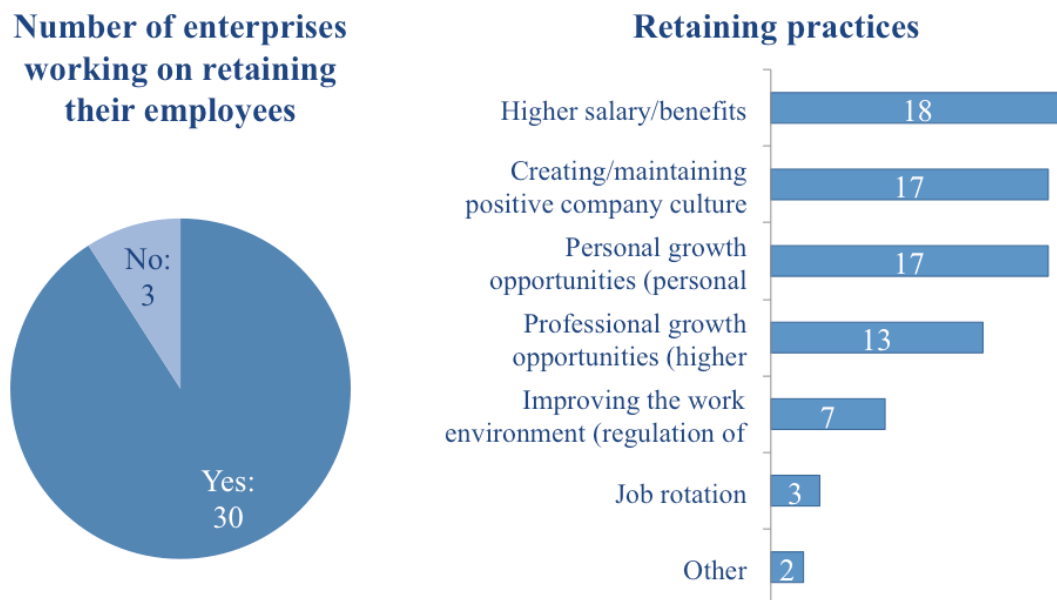 Number of enterprises
working on retaining
their employees
No:
3
Yes:
30
Retaining practices
Higher salary/benefits
18
Creating/maintaining
positive company culture
17
Personal growth
opportunities (personal
17
Professional growth
opportunities (higher
13
Improving the work
environment (regulation of
7
Job rotation
3
Other
2